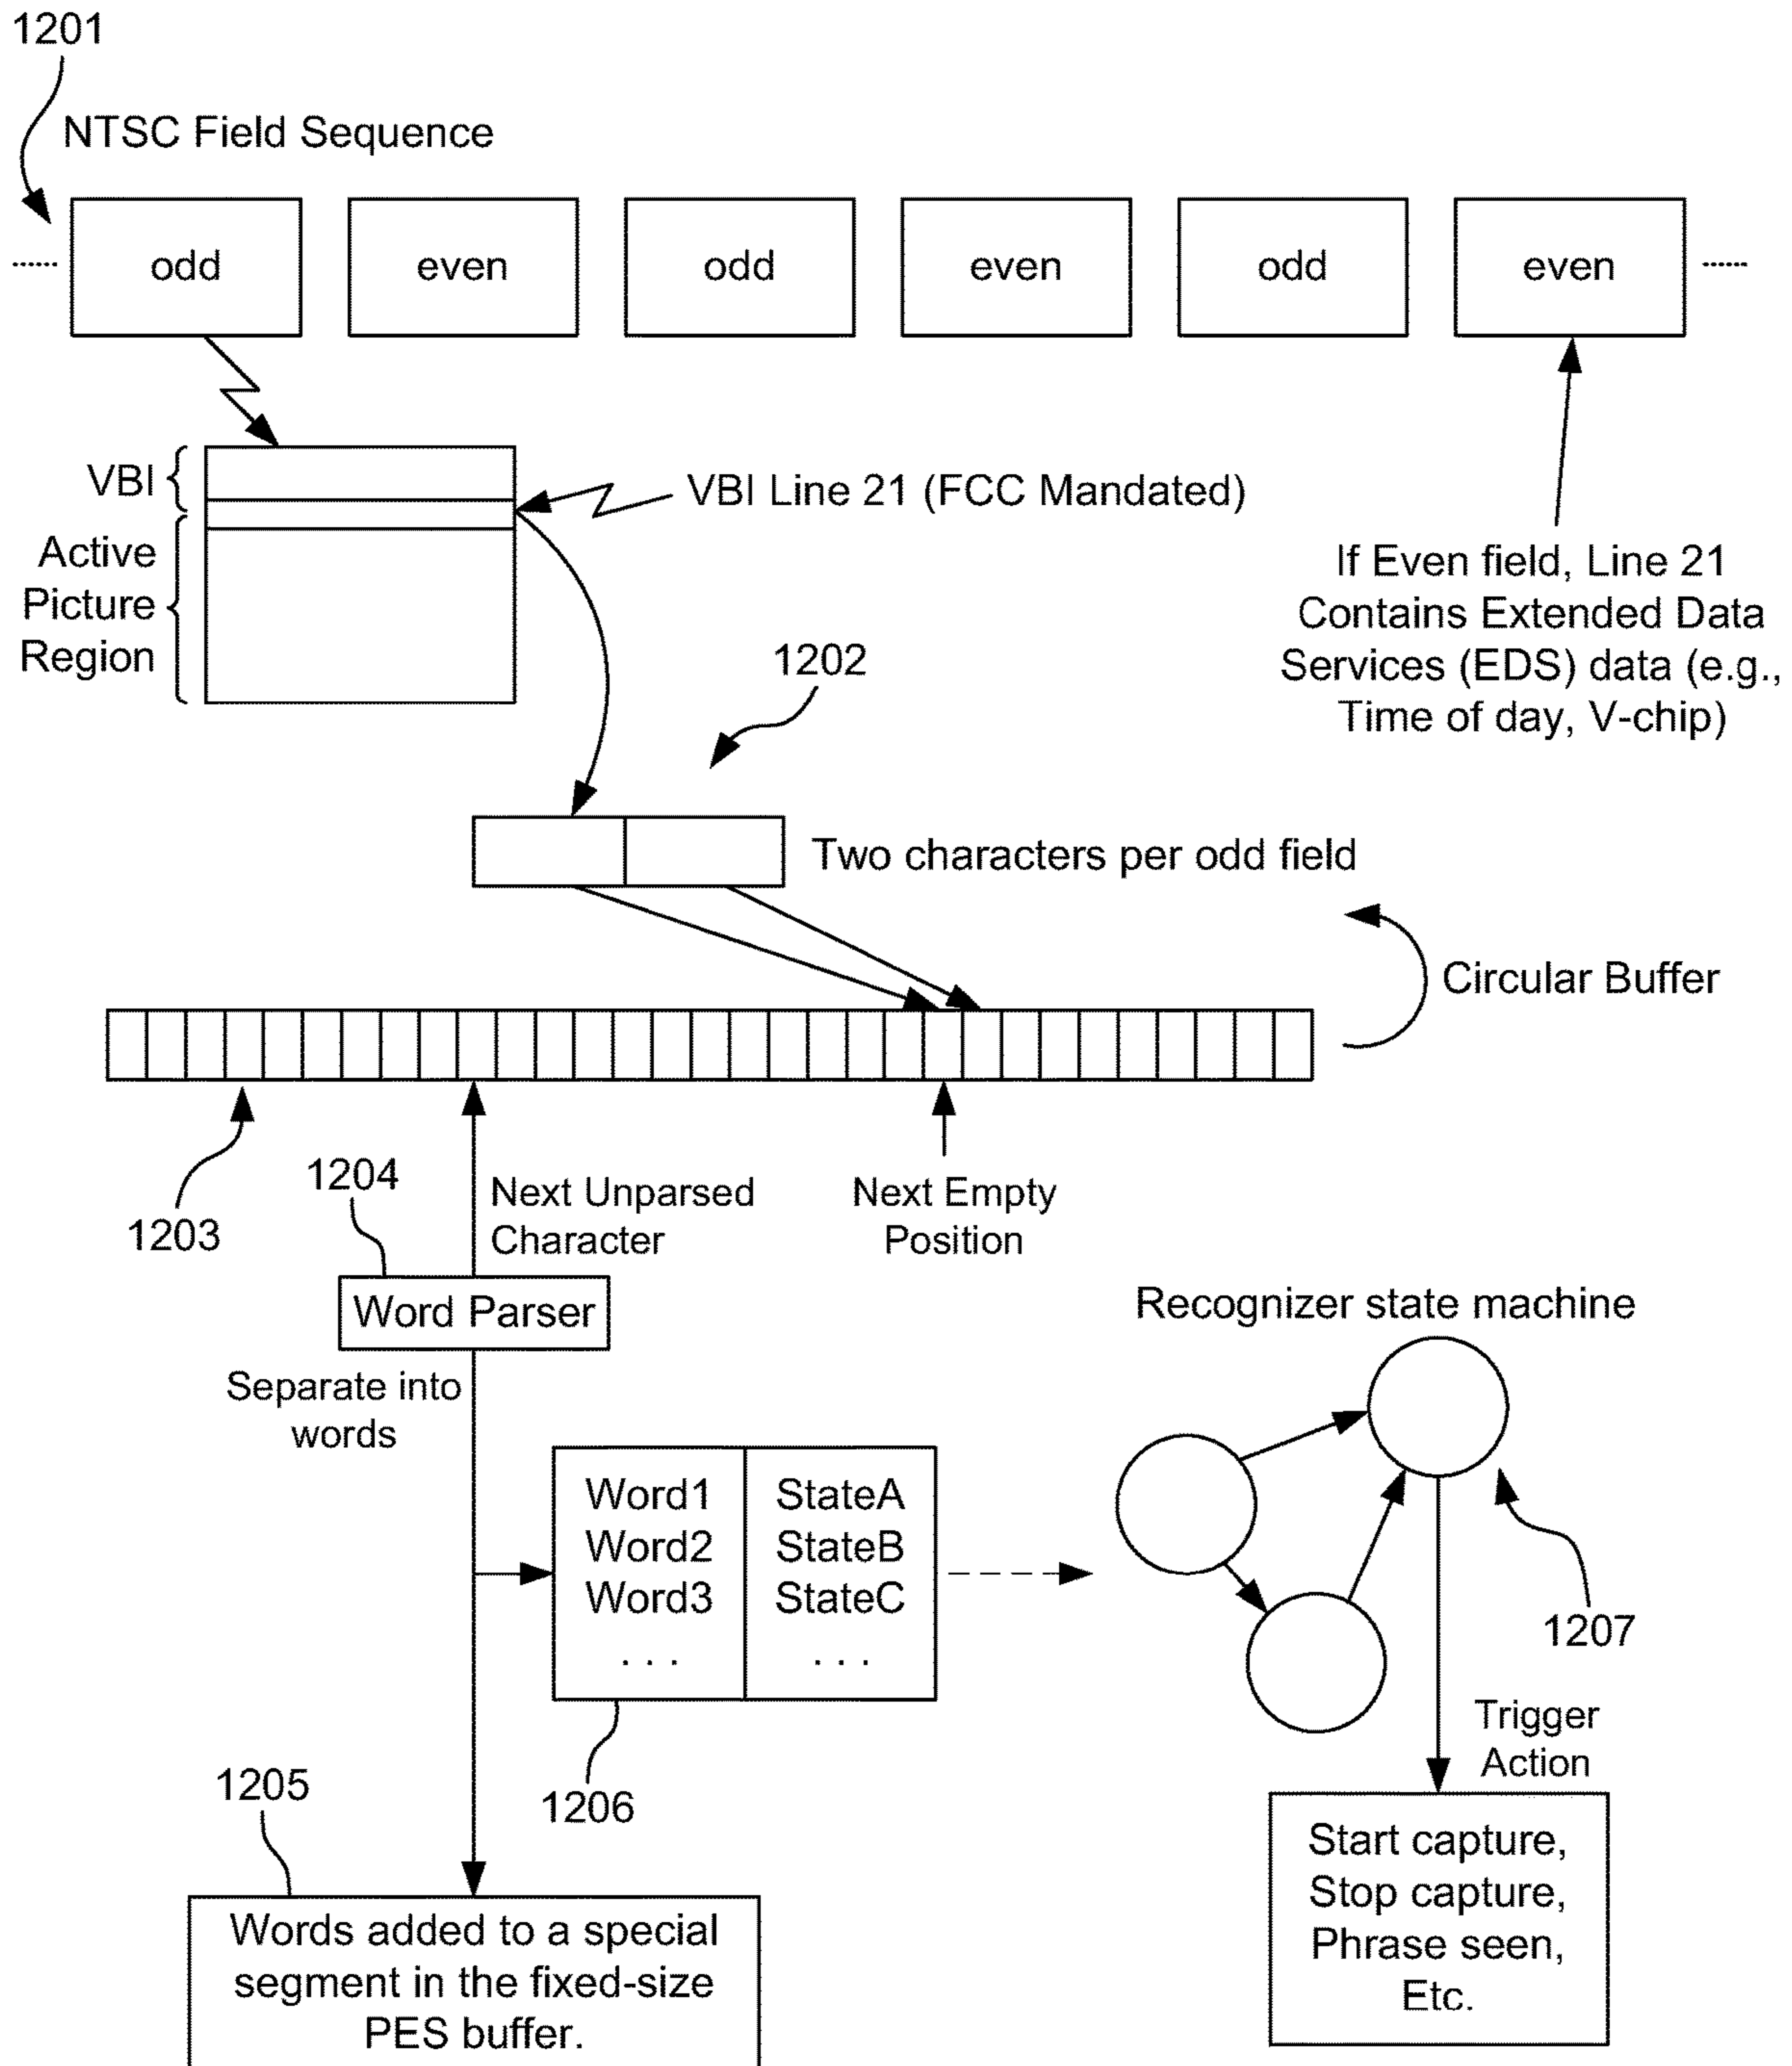 1201
NTSC Field Sequence
...... odd even odd even odd even ......
VBI
VBI Line 21 (FCC Mandated)
Active
Picture
Region
If Even field, Line 21
Contains Extended Data
Services (EDS) data (e.g.,
Time of day, V-chip)
1202
Two characters per odd field
Circular Buffer
1203
1204
Next Unparsed
Character
Next Empty
Position
Word Parser
Separate into
words
Recognizer state machine
Word1 StateA
Word2 StateB
Word3 StateC
. . . . . .
1206
1207
Trigger
Action
1205
Words added to a special
segment in the fixed-size
PES buffer.
Start capture,
Stop capture,
Phrase seen,
Etc.